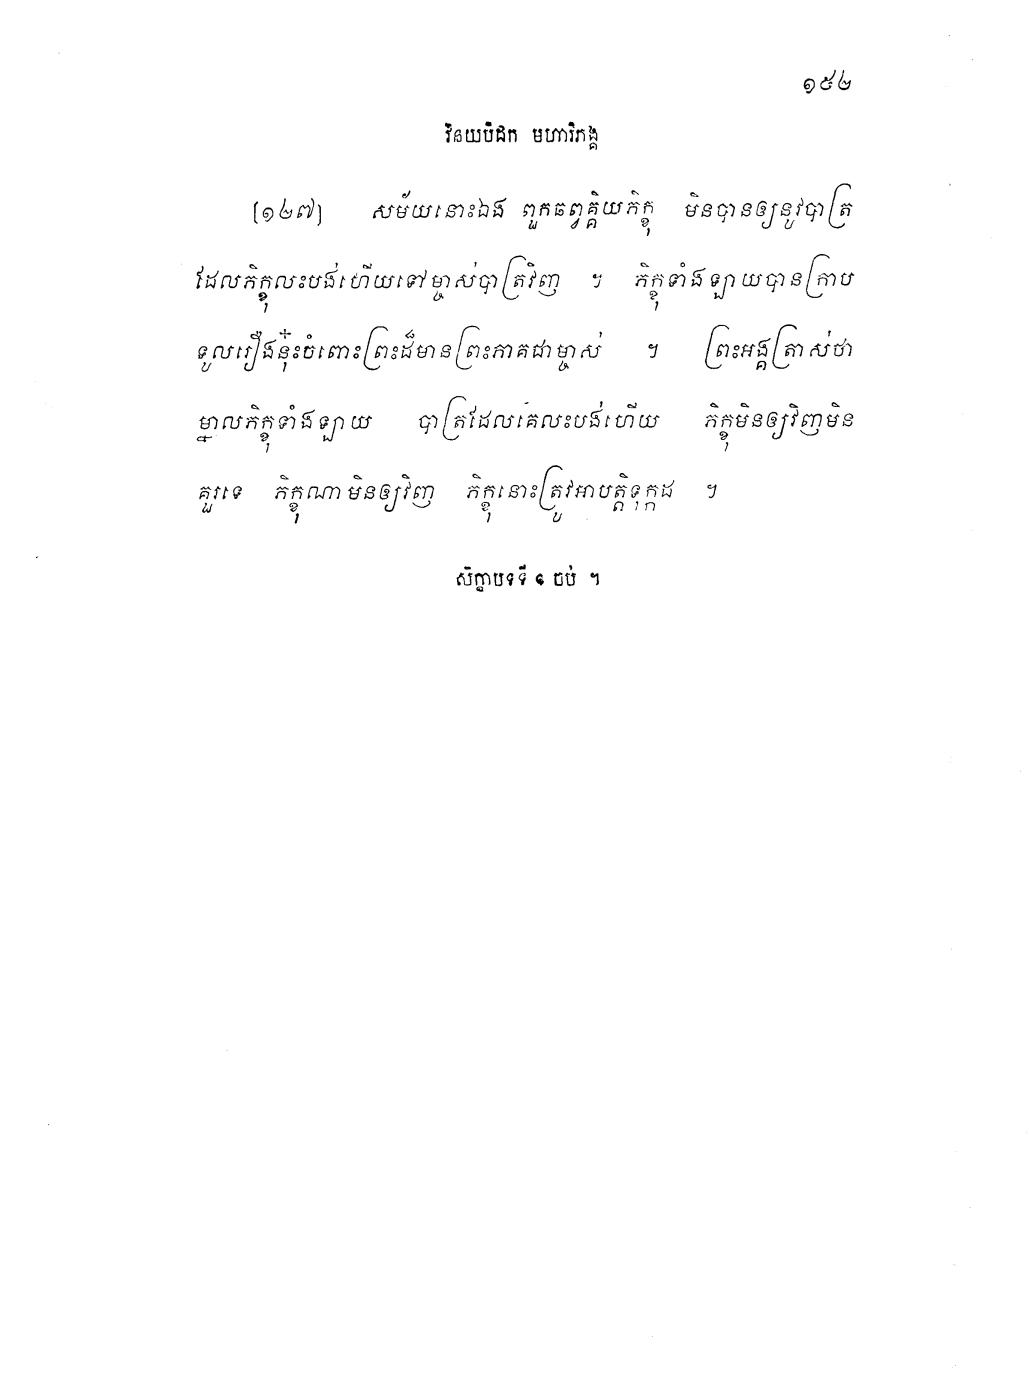 ១៥២
វិនយបិដក មហាវិភង្គ
[១២៧] សម័យនោះឯង ពួកឆព្វគ្គិយភិក្ខុ មិនបានឲ្យនូវបាត្រ
ដែលភិក្ខុលះបង់ហើយទៅម្ចាស់បាត្រវិញ ។ ភិក្ខុទាំងឡាយបានក្រាប
ទូលរឿងនុ៎ះចំពោះព្រះដ៏មានព្រះភាគជាម្ចាស់ ។ ព្រះអង្គត្រាស់ថា
ម្នាលភិក្ខុទាំងឡាយ បាត្រដែលគេលះបង់ហើយ ភិក្ខុមិនឲ្យវិញមិន
គួរទេ ភិក្ខុណាមិនឲ្យវិញ ភិក្ខុនោះត្រូវអាបត្តិទុក្កដ ។
សិក្ខាបទទី ១ ចប់ ។